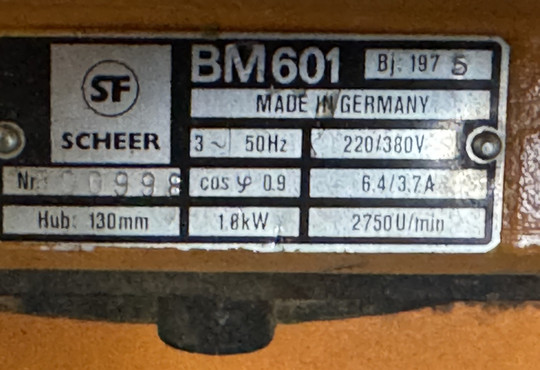 SF
SCHEER
BM601
Bj: 197 5
MADE IN GERMANY
3 ~ 50Hz 220/380V
Nr. cos φ 0.9 6,4/3,7A
Hub: 130mm 1,8kW 2750U/min